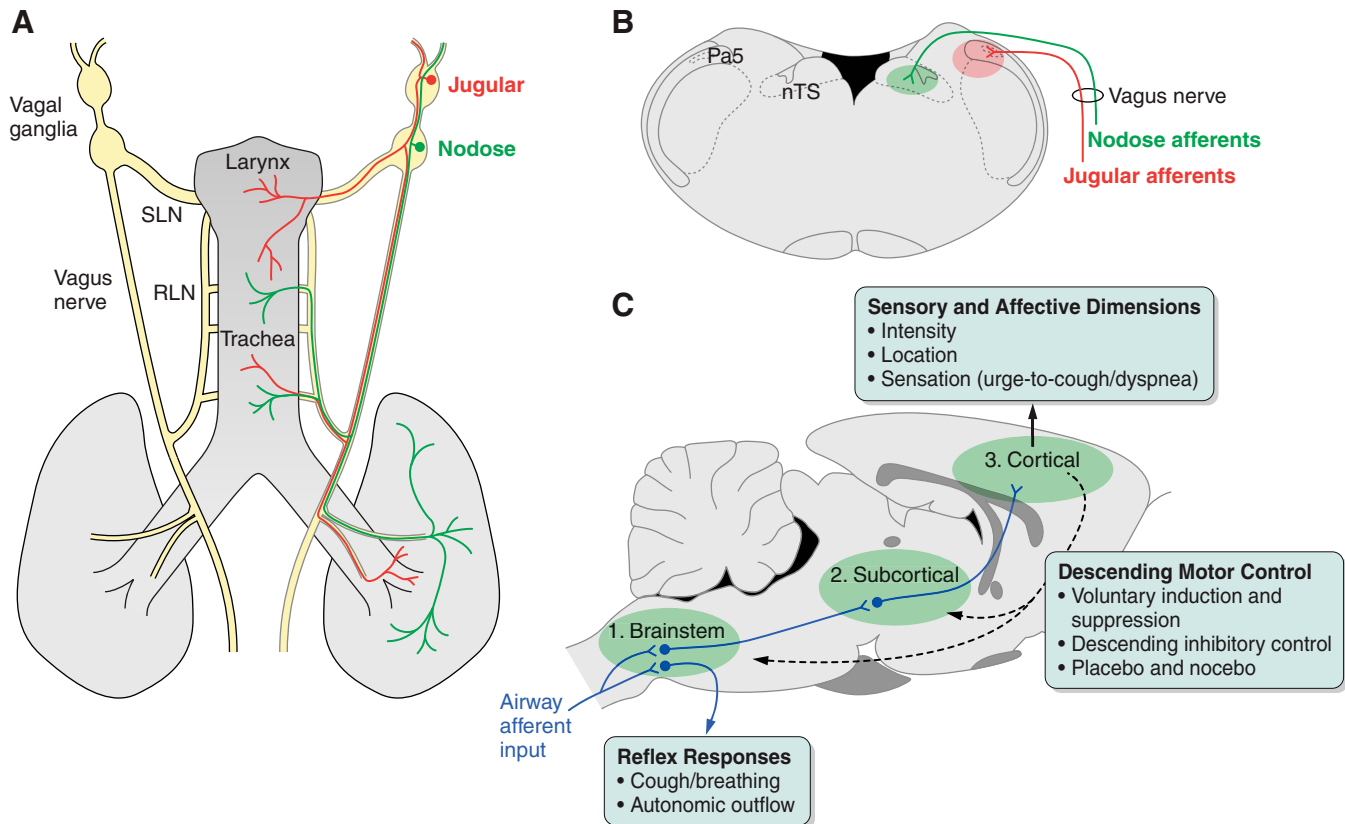 A
Vagal
ganglia
Jugular
Nodose
Larynx
SLN
Vagus
nerve
RLN
Trachea
B
Pa5
nTS
Vagus nerve
Nodose afferents
Jugular afferents
C
Sensory and Affective Dimensions
• Intensity
• Location
• Sensation (urge-to-cough/dyspnea)
3. Cortical
2. Subcortical
1. Brainstem
Descending Motor Control
• Voluntary induction and
suppression
• Descending inhibitory control
• Placebo and nocebo
Airway
afferent
input
Reflex Responses
• Cough/breathing
• Autonomic outflow